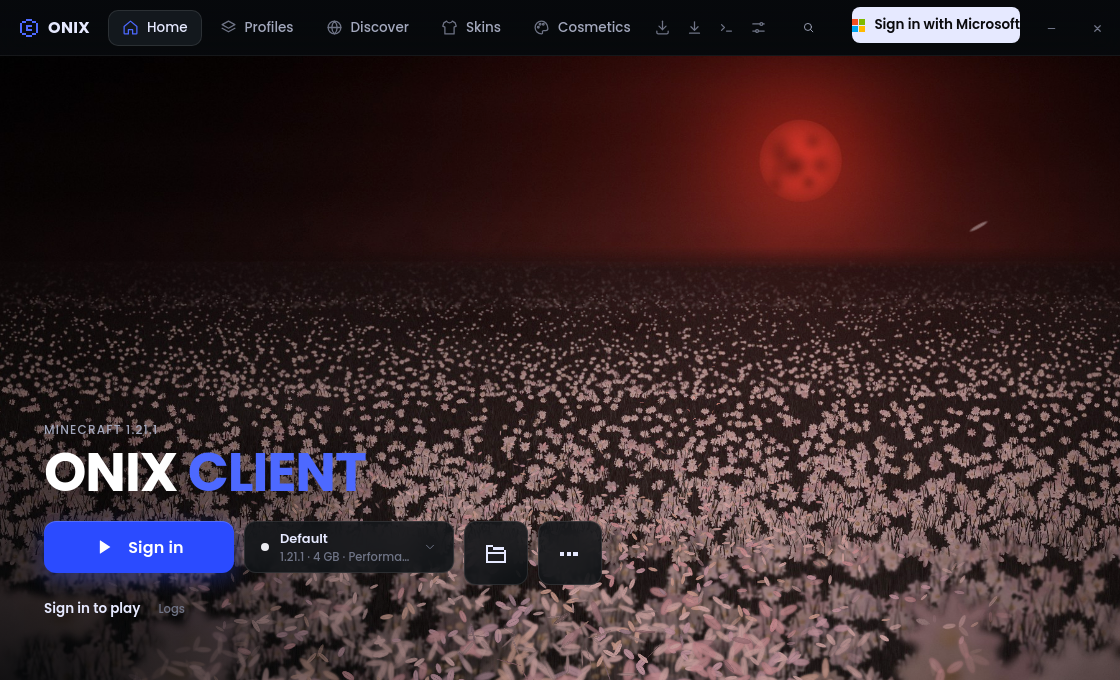 ONIX
Home
Profiles
Discover
Skins
Cosmetics
Sign in with Microsoft
MINECRAFT 1.21.1
ONIX CLIENT
Sign in
Default
1.21.1 · 4 GB · Performa...
Sign in to play
Logs